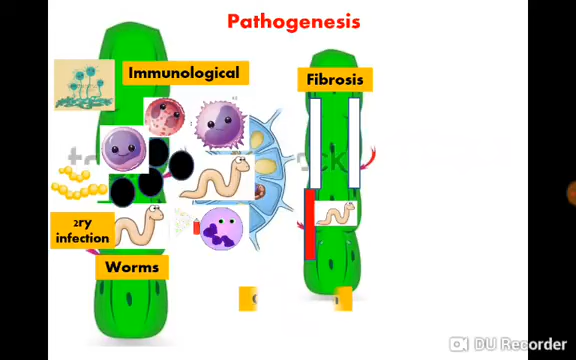 Pathogenesis
Immunological
Fibrosis
2ry
infection
Worms
DU Recorder